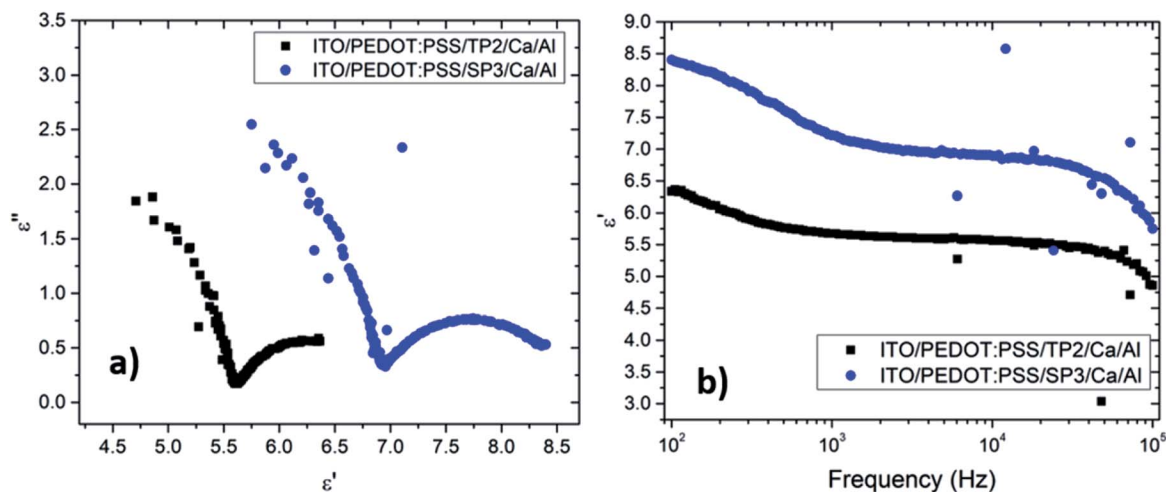 ITO/PEDOT:PSS/TP2/Ca/Al
ITO/PEDOT:PSS/SP3/Ca/Al
3.5
3.0
2.5
2.0
1.5
1.0
0.5
0.0
ε''
a)
4.5 5.0 5.5 6.0 6.5 7.0 7.5 8.0 8.5
ε'
9.0
8.5
8.0
7.5
7.0
6.5
6.0
5.5
5.0
4.5
4.0
3.5
3.0
ε'
ITO/PEDOT:PSS/TP2/Ca/Al
ITO/PEDOT:PSS/SP3/Ca/Al
b)
10² 10³ 10⁴ 10⁵
Frequency (Hz)